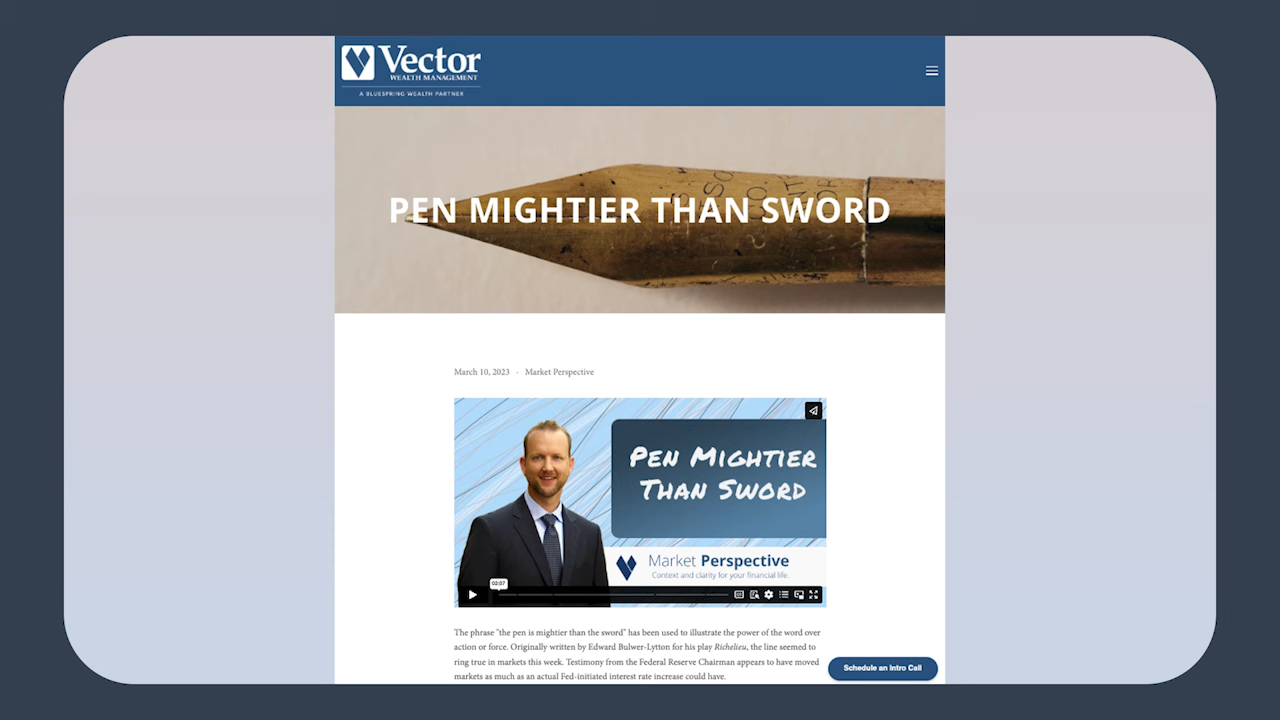 Vector
WEALTH MANAGEMENT
A BLUESPRING WEALTH PARTNER
PEN MIGHTIER THAN SWORD
March 10, 2023 - Market Perspective
PEN MIGHTIER
THAN SWORD
Market Perspective
Context and clarity for your financial life.
02:07
The phrase "the pen is mightier than the sword" has been used to illustrate the power of the word over
action or force. Originally written by Edward Bulwer-Lytton for his play Richelieu, the line seemed to
ring true in markets this week. Testimony from the Federal Reserve Chairman appears to have moved
markets as much as an actual Fed-initiated interest rate increase could have.
Schedule an Intro Call